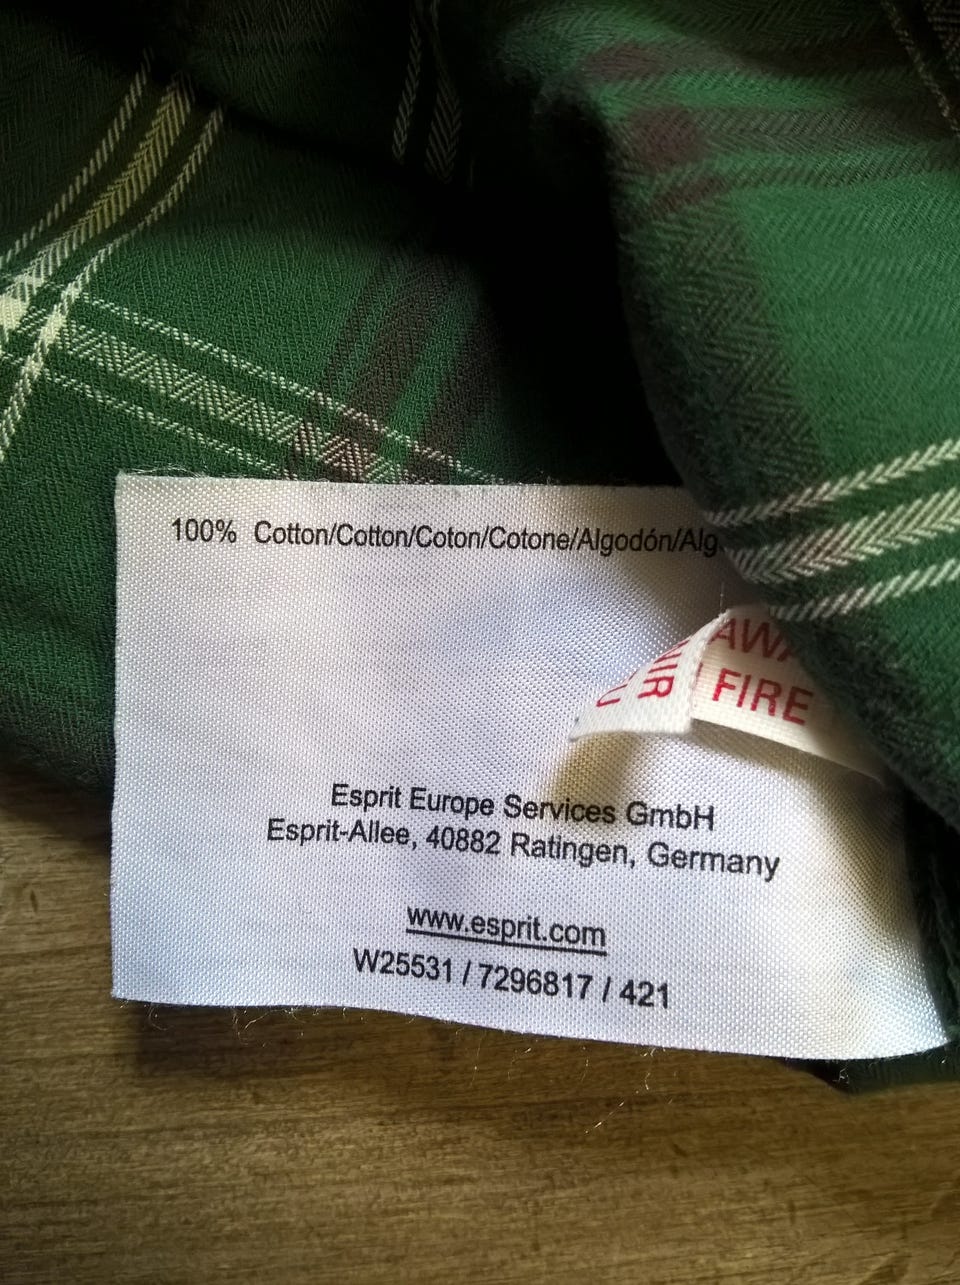 100% Cotton/Cotton/Coton/Cotone/Algodón/Alg
FIRE
Esprit Europe Services GmbH
Esprit-Allee, 40882 Ratingen, Germany
www.esprit.com
W25531 / 7296817 / 421